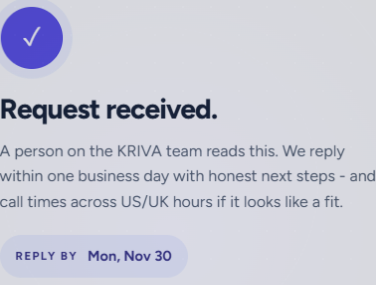 Request received.
A person on the KRIVA team reads this. We reply
within one business day with honest next steps - and
call times across US/UK hours if it looks like a fit.
REPLY BY Mon, Nov 30